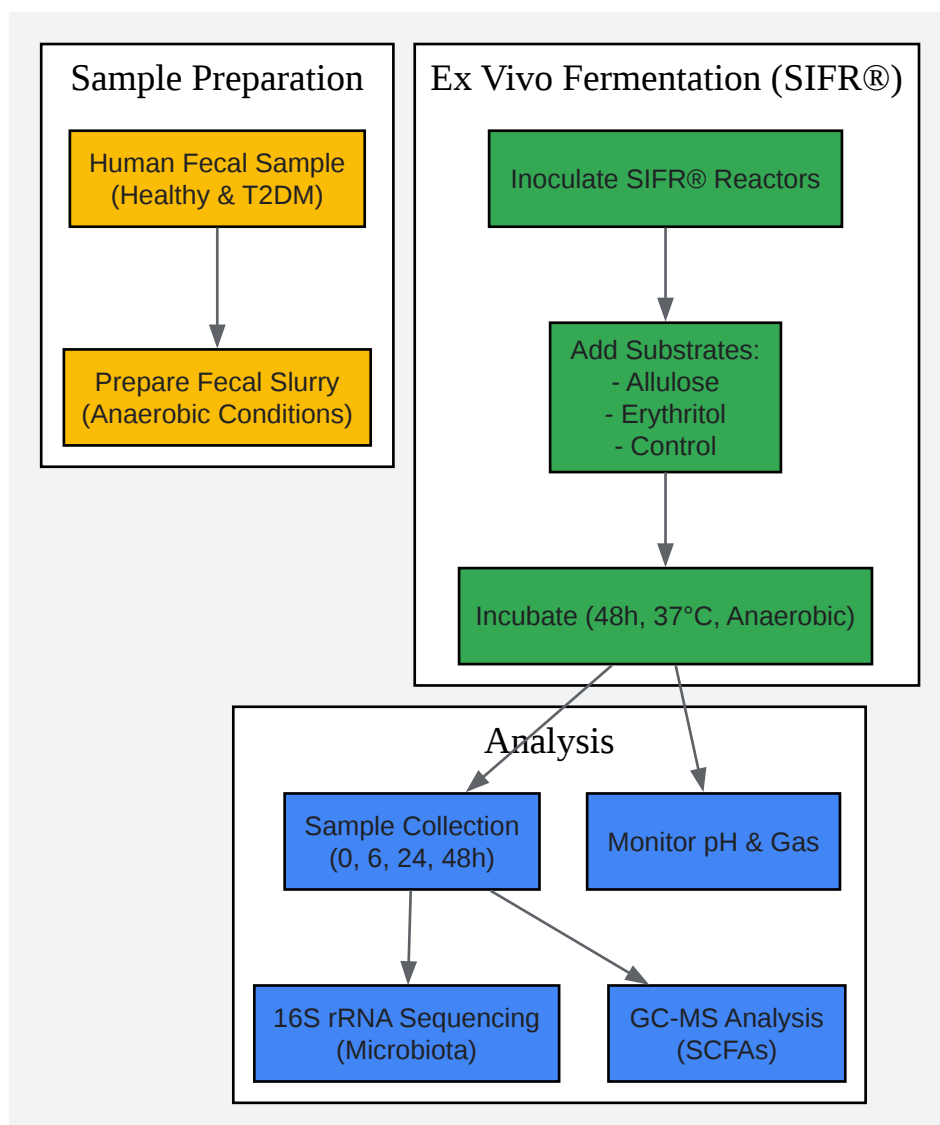 Sample Preparation
Human Fecal Sample
(Healthy & T2DM)
Prepare Fecal Slurry
(Anaerobic Conditions)
Ex Vivo Fermentation (SIFR®)
Inoculate SIFR® Reactors
Add Substrates:
- Allulose
- Erythritol
- Control
Incubate (48h, 37°C, Anaerobic)
Analysis
Sample Collection
(0, 6, 24, 48h)
Monitor pH & Gas
16S rRNA Sequencing
(Microbiota)
GC-MS Analysis
(SCFAs)